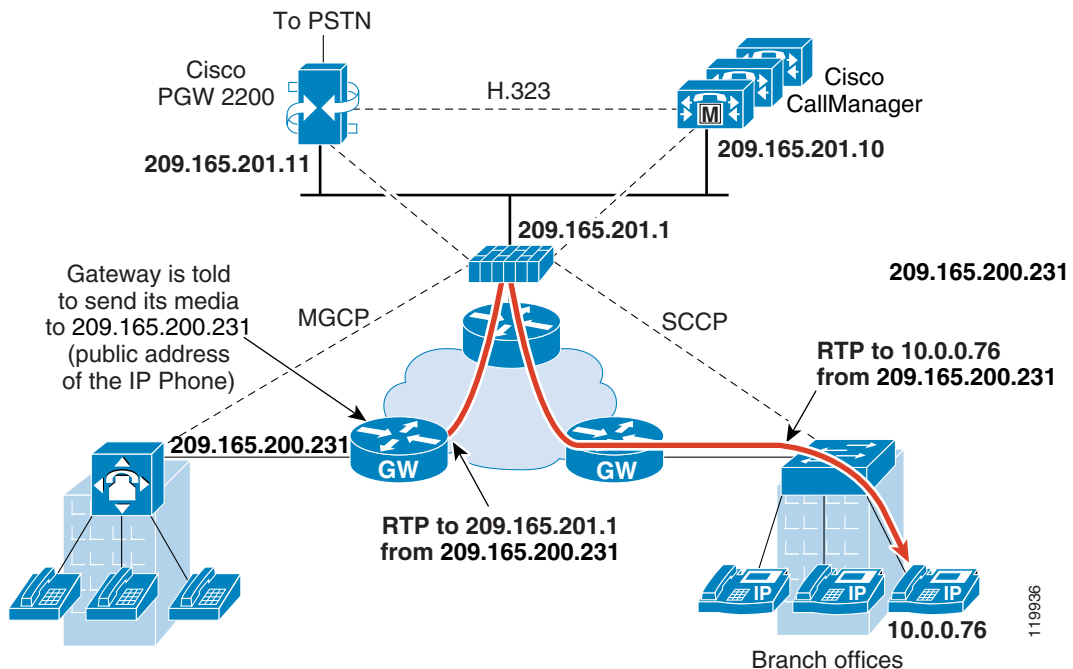 To PSTN
Cisco
PGW 2200
H.323
Cisco
CallManager
M
209.165.201.11
209.165.201.10
209.165.201.1
Gateway is told
to send its media
to 209.165.200.231
(public address
of the IP Phone)
MGCP
SCCP
209.165.200.231
RTP to 10.0.0.76
from 209.165.200.231
209.165.200.231
GW
GW
RTP to 209.165.201.1
from 209.165.200.231
IP
IP
IP
10.0.0.76
Branch offices
119936